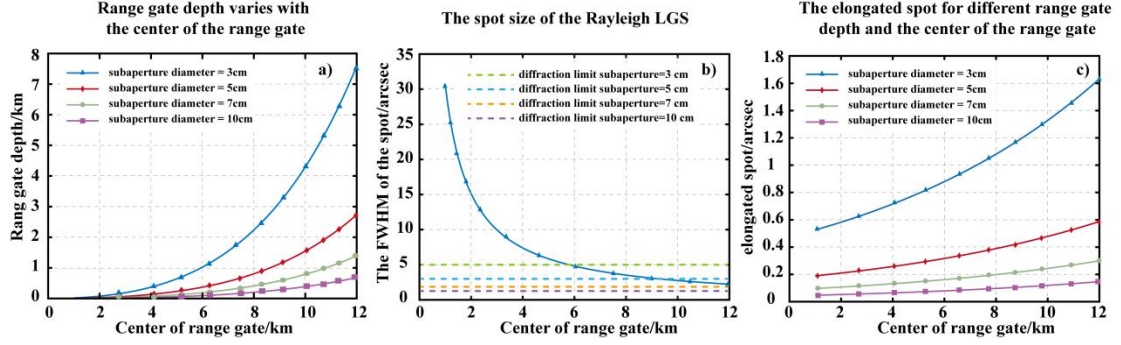 Range gate depth varies with
the center of the range gate
8
7
6
5
4
3
2
1
0
0
2
4
6
8
10
12
Rang gate depth/km
Center of range gate/km
a)
subaperture diameter = 3cm
subaperture diameter = 5cm
subaperture diameter = 7cm
subaperture diameter = 10cm
The spot size of the Rayleigh LGS
35
30
25
20
15
10
5
0
0
2
4
6
8
10
12
The FWHM of the spot/arcsec
Center of range gate/km
b)
diffraction limit subaperture=3 cm
diffraction limit subaperture=5 cm
diffraction limit subaperture=7 cm
diffraction limit subaperture=10 cm
The elongated spot for different range gate
depth and the center of the range gate
1.8
1.6
1.4
1.2
1
0.8
0.6
0.4
0.2
0
0
2
4
6
8
10
12
elongated spot/arcsec
Center of range gate/km
c)
subaperture diameter = 3cm
subaperture diameter = 5cm
subaperture diameter = 7cm
subaperture diameter = 10cm